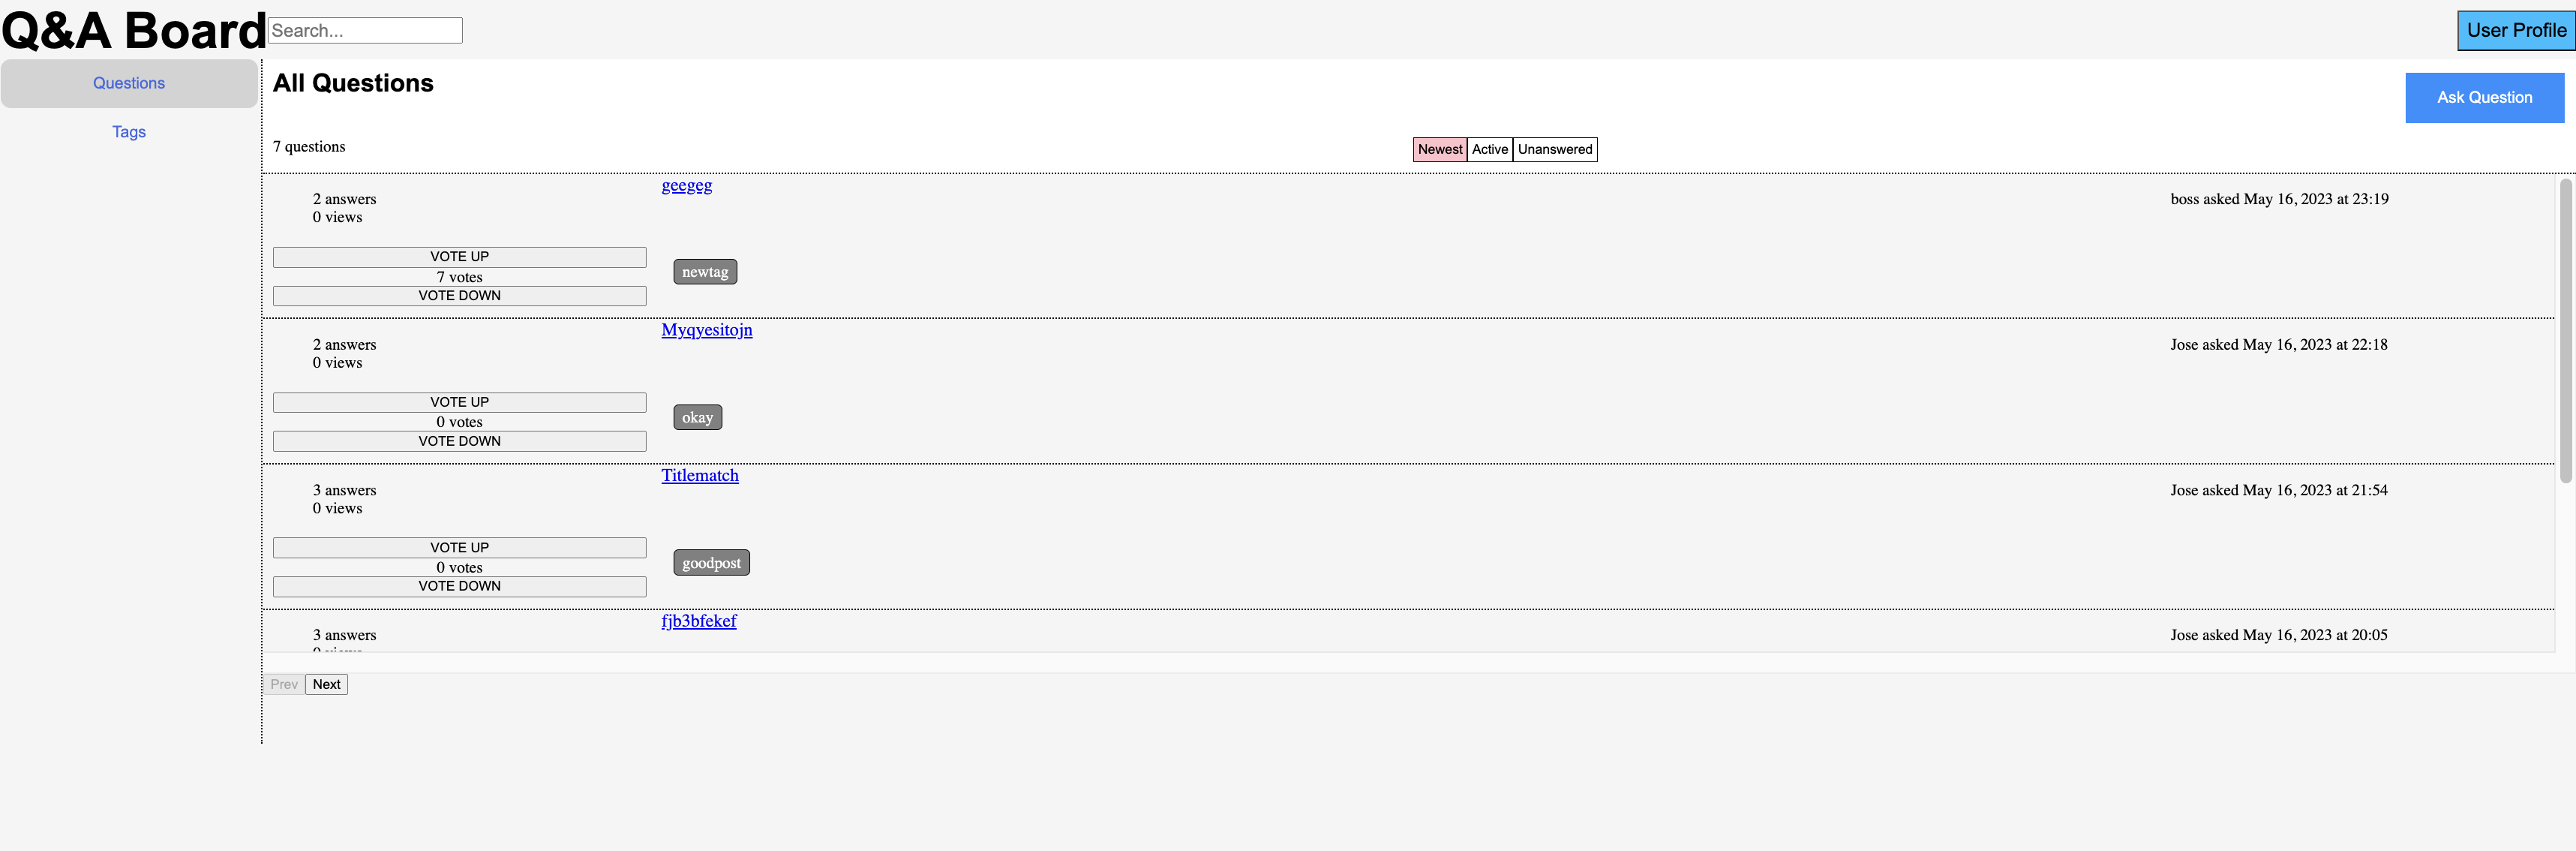 Q&A Board
Search...
User Profile
Questions
Tags
All Questions
Ask Question
7 questions
Newest
Active
Unanswered
2 answers
0 views
geegeg
boss asked May 16, 2023 at 23:19
VOTE UP
7 votes
VOTE DOWN
newtag
2 answers
0 views
Myqyesitojn
Jose asked May 16, 2023 at 22:18
VOTE UP
0 votes
VOTE DOWN
okay
3 answers
0 views
Titlematch
Jose asked May 16, 2023 at 21:54
VOTE UP
0 votes
VOTE DOWN
goodpost
3 answers
fjb3bfekef
Jose asked May 16, 2023 at 20:05
Prev
Next